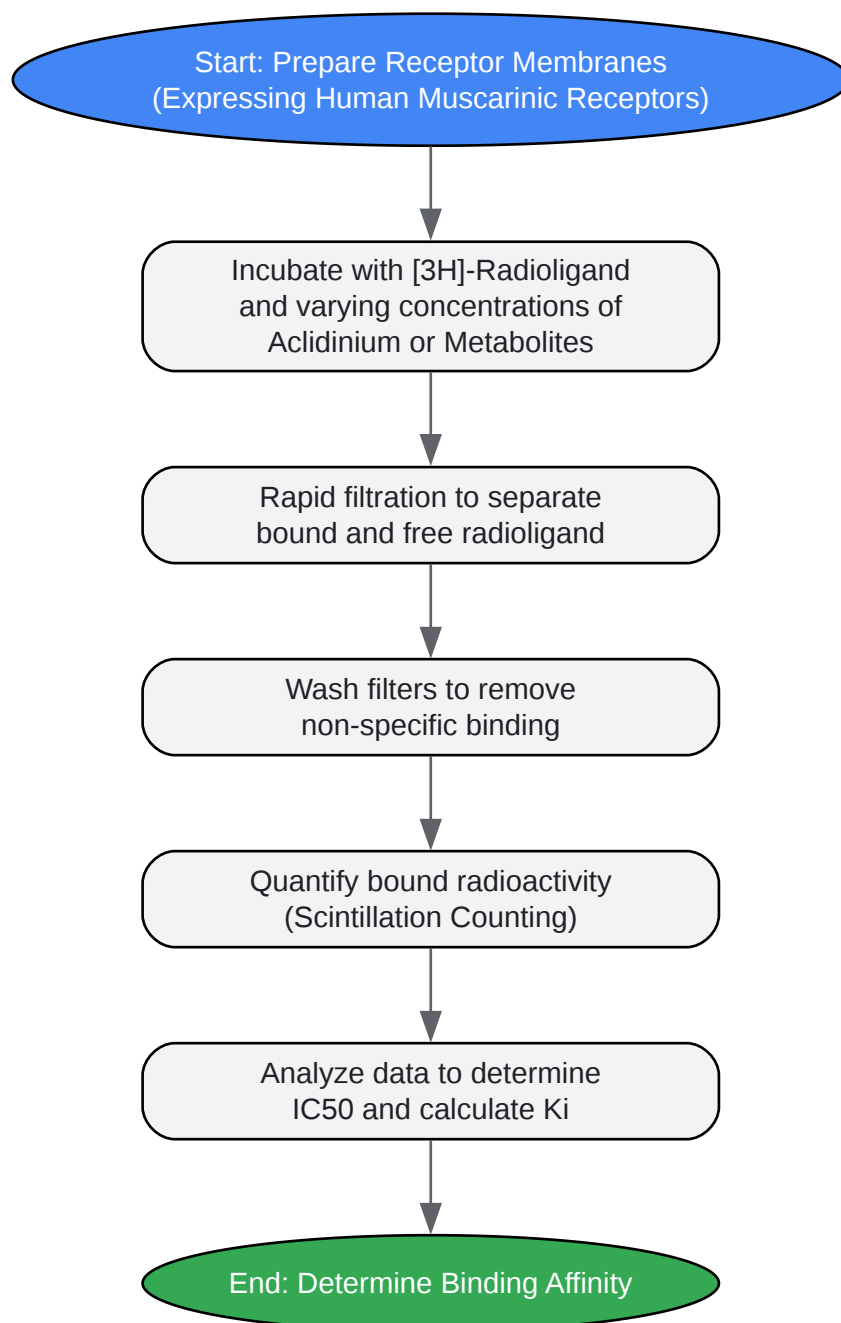 Start: Prepare Receptor Membranes
(Expressing Human Muscarinic Receptors)
Incubate with [3H]-Radioligand
and varying concentrations of
Aclidinium or Metabolites
Rapid filtration to separate
bound and free radioligand
Wash filters to remove
non-specific binding
Quantify bound radioactivity
(Scintillation Counting)
Analyze data to determine
IC50 and calculate Ki
End: Determine Binding Affinity